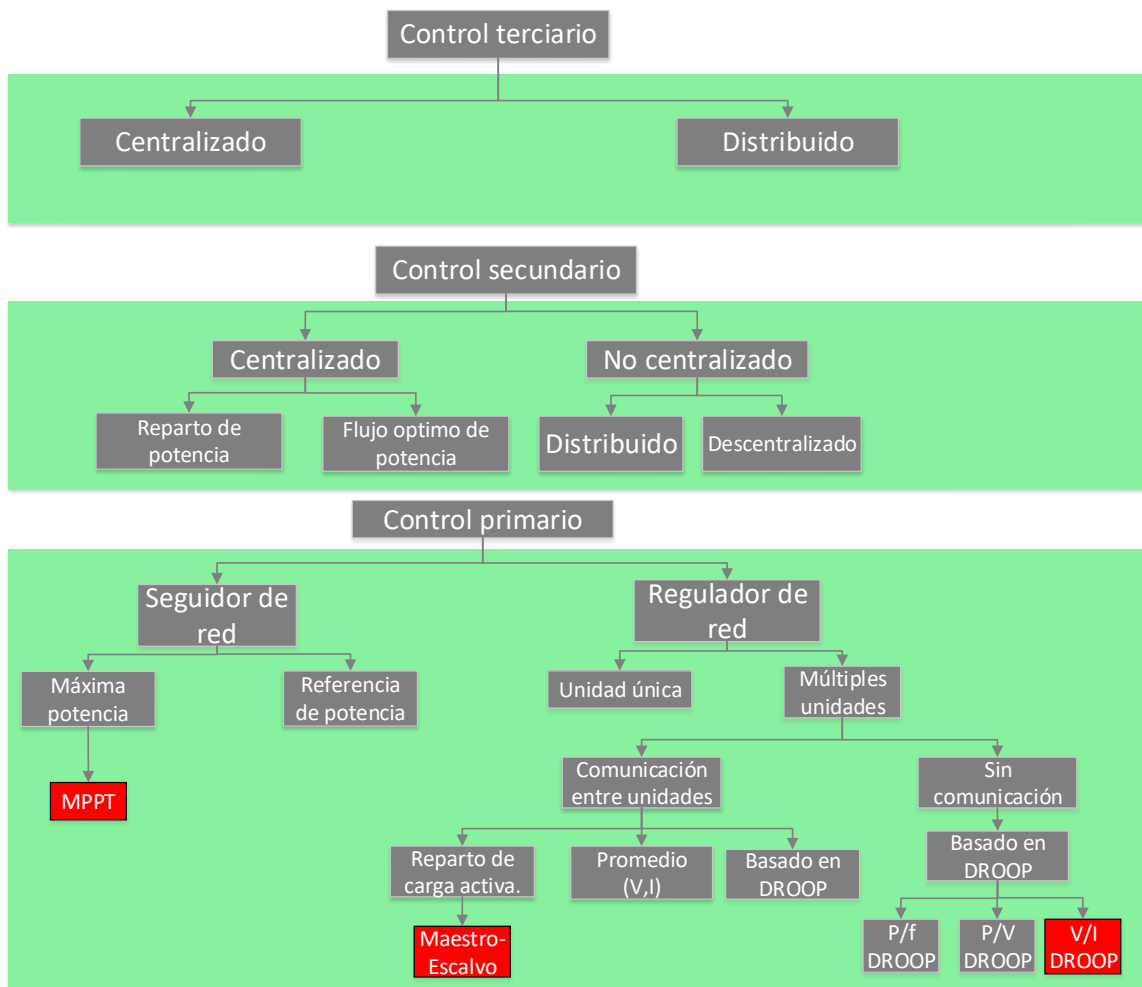 Control terciario
Centralizado
Distribuido
Control secundario
Centralizado
No centralizado
Reparto de
potencia
Flujo optimo de
potencia
Distribuido
Descentralizado
Control primario
Seguidor de
red
Regulador de
red
Máxima
potencia
Referencia
de potencia
Unidad única
Múltiples
unidades
MPPT
Comunicación
entre unidades
Sin
comunicación
Reparto de
carga activa.
Promedio
(V,I)
Basado en
DROOP
Basado en
DROOP
Maestro-
Escalvo
P/f
DROOP
P/V
DROOP
V/I
DROOP